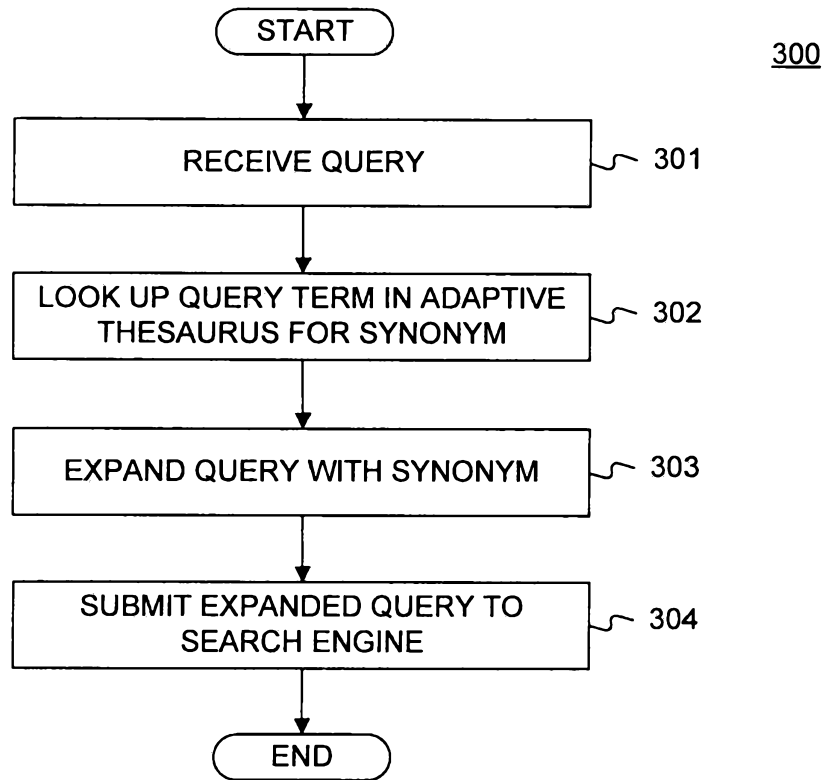 START
300
RECEIVE QUERY
301
LOOK UP QUERY TERM IN ADAPTIVE
THESAURUS FOR SYNONYM
302
EXPAND QUERY WITH SYNONYM
303
SUBMIT EXPANDED QUERY TO
SEARCH ENGINE
304
END